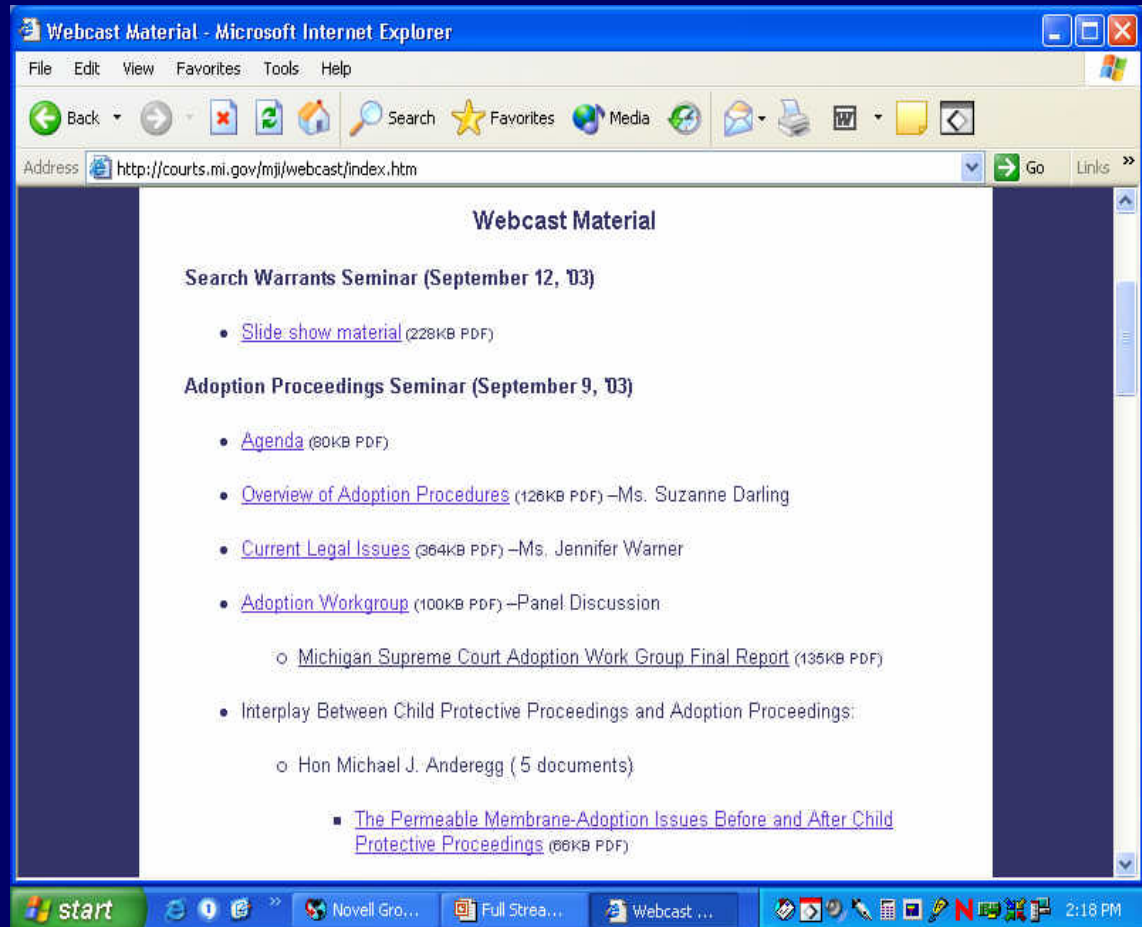 Webcast Material - Microsoft Internet Explorer
File Edit View Favorites Tools Help
Back Search Favorites Media
Address http://courts.mi.gov/mji/webcast/index.htm Go Links »
Webcast Material
Search Warrants Seminar (September 12, '03)
• Slide show material (228KB PDF)
Adoption Proceedings Seminar (September 9, '03)
• Agenda (80KB PDF)
• Overview of Adoption Procedures (126KB PDF) –Ms. Suzanne Darling
• Current Legal Issues (364KB PDF) –Ms. Jennifer Warner
• Adoption Workgroup (100KB PDF) –Panel Discussion
o Michigan Supreme Court Adoption Work Group Final Report (135KB PDF)
• Interplay Between Child Protective Proceedings and Adoption Proceedings:
o Hon Michael J. Anderegg ( 5 documents)
▪ The Permeable Membrane-Adoption Issues Before and After Child
Protective Proceedings (66KB PDF)
start » Novell Gro... Full Strea... Webcast ... N 2:18 PM